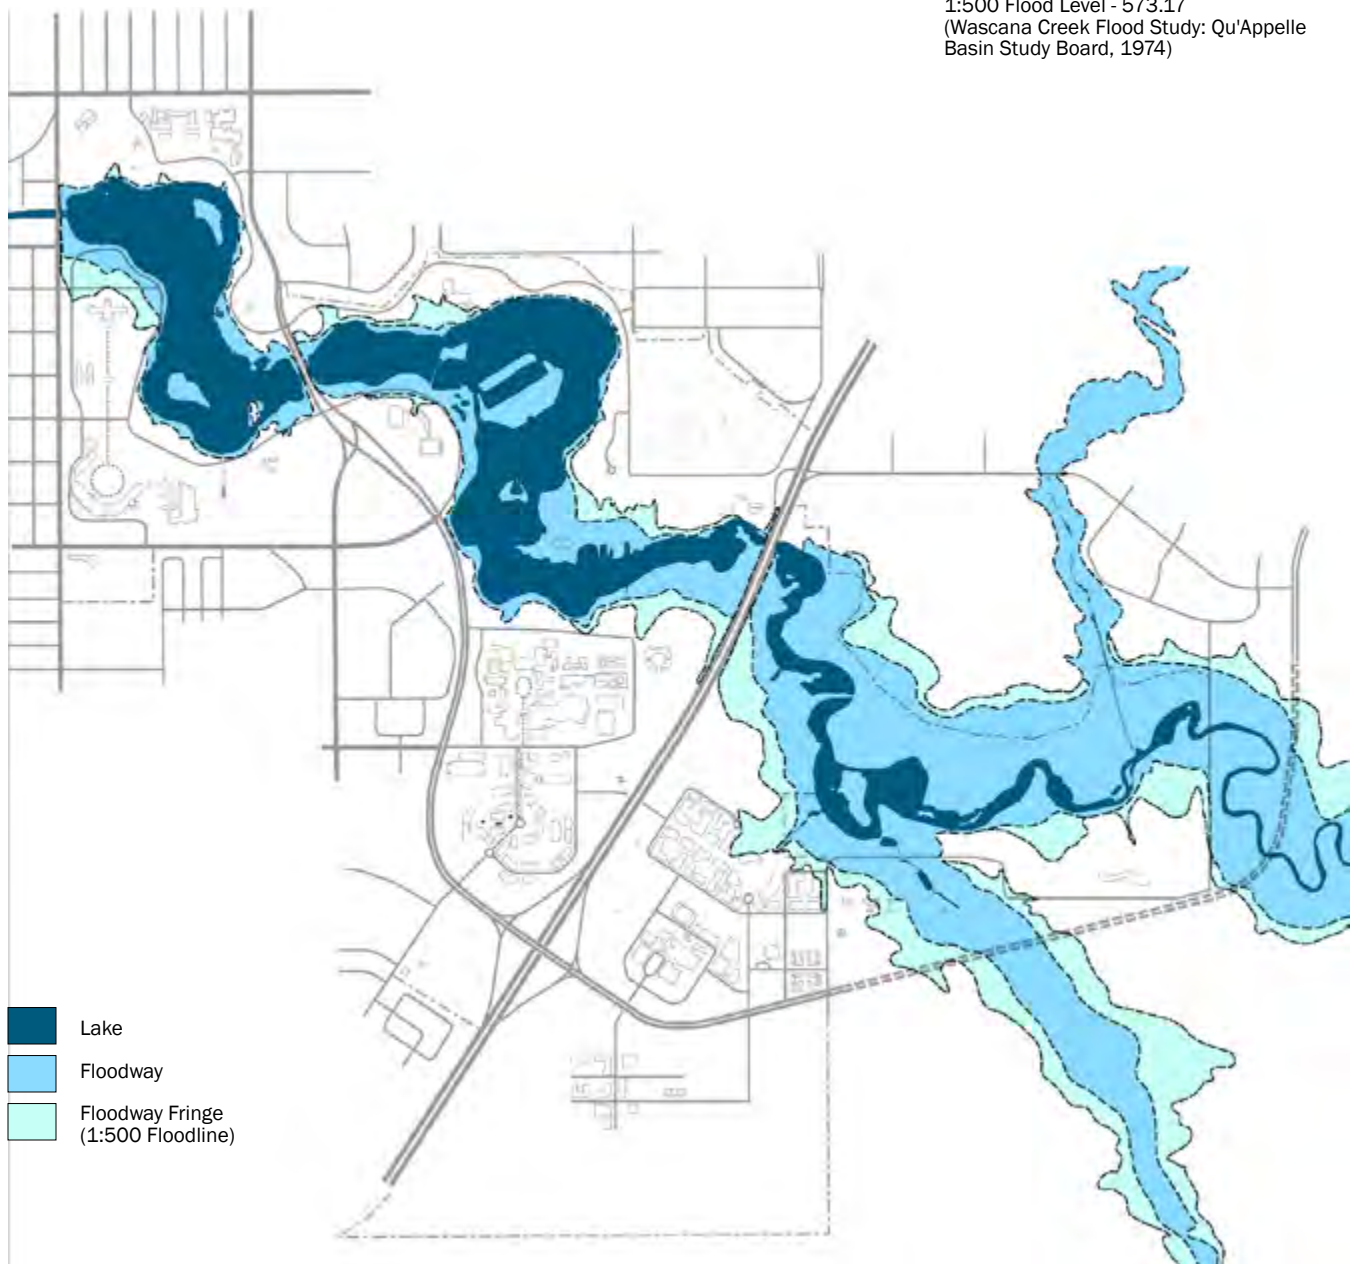 1:500 Flood Level - 573.17
(Wascana Creek Flood Study: Qu'Appelle
Basin Study Board, 1974)
Lake
Floodway
Floodway Fringe
(1:500 Floodline)